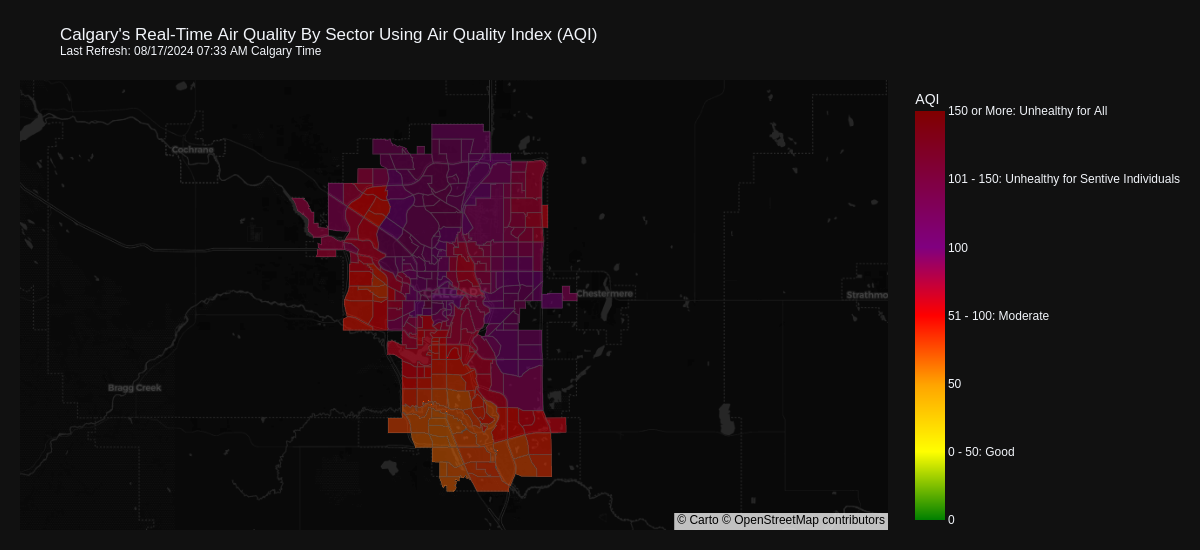 Calgary's Real-Time Air Quality By Sector Using Air Quality Index (AQI)
Last Refresh: 08/17/2024 07:33 AM Calgary Time
AQI
150 or More: Unhealthy for All
101 - 150: Unhealthy for Sentive Individuals
100
51 - 100: Moderate
50
0 - 50: Good
0
Cochrane
CALGARY
Chestermere
Strathmo
Bragg Creek
© Carto © OpenStreetMap contributors